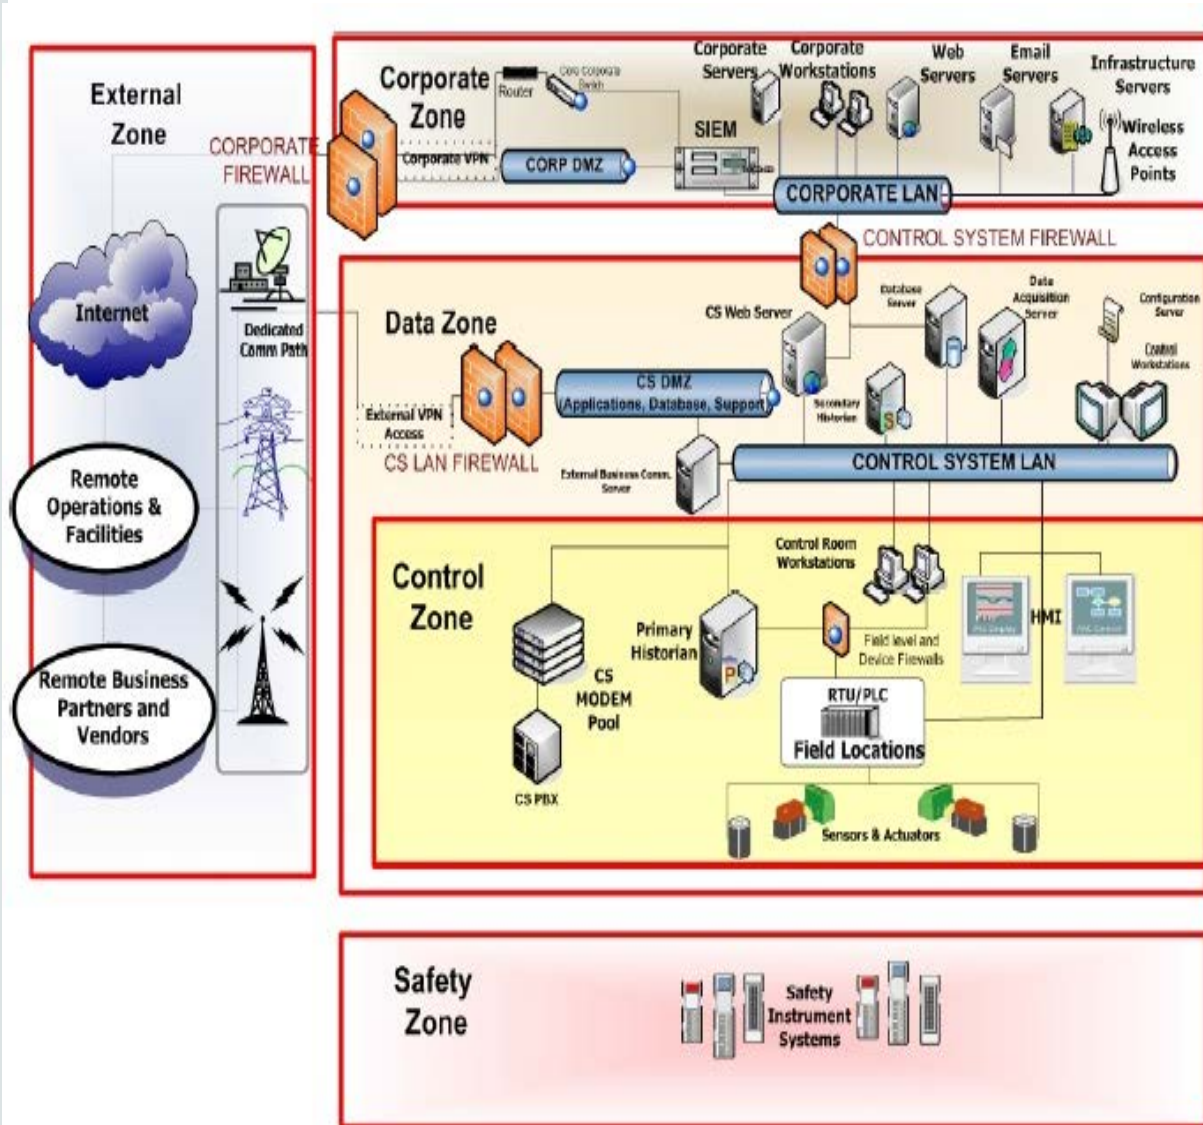 External
Zone
CORPORATE
FIREWALL
Internet
Dedicated
Comm Path
Remote
Operations &
Facilities
Remote Business
Partners and
Vendors
Corporate
Zone
Router
Core Corporate
Switch
Corporate VPN
CORP DMZ
SIEM
Corporate
Servers
Corporate
Workstations
Web
Servers
Email
Servers
Infrastructure
Servers
Wireless
Access
Points
CORPORATE LAN
CONTROL SYSTEM FIREWALL
Data Zone
External VPN
Access
CS LAN FIREWALL
CS DMZ
(Applications, Database, Support)
CS Web Server
Secondary
Historian
Database
Server
Data
Acquisition
Server
Configuration
Server
Control
Workstations
External Business Comm.
Server
CONTROL SYSTEM LAN
Control
Zone
CS
MODEM
Pool
CS PBX
Primary
Historian
P
S
Control Room
Workstations
Field level and
Device Firewalls
HMI
RTU/PLC
Field Locations
Sensors & Actuators
Safety
Zone
Safety
Instrument
Systems